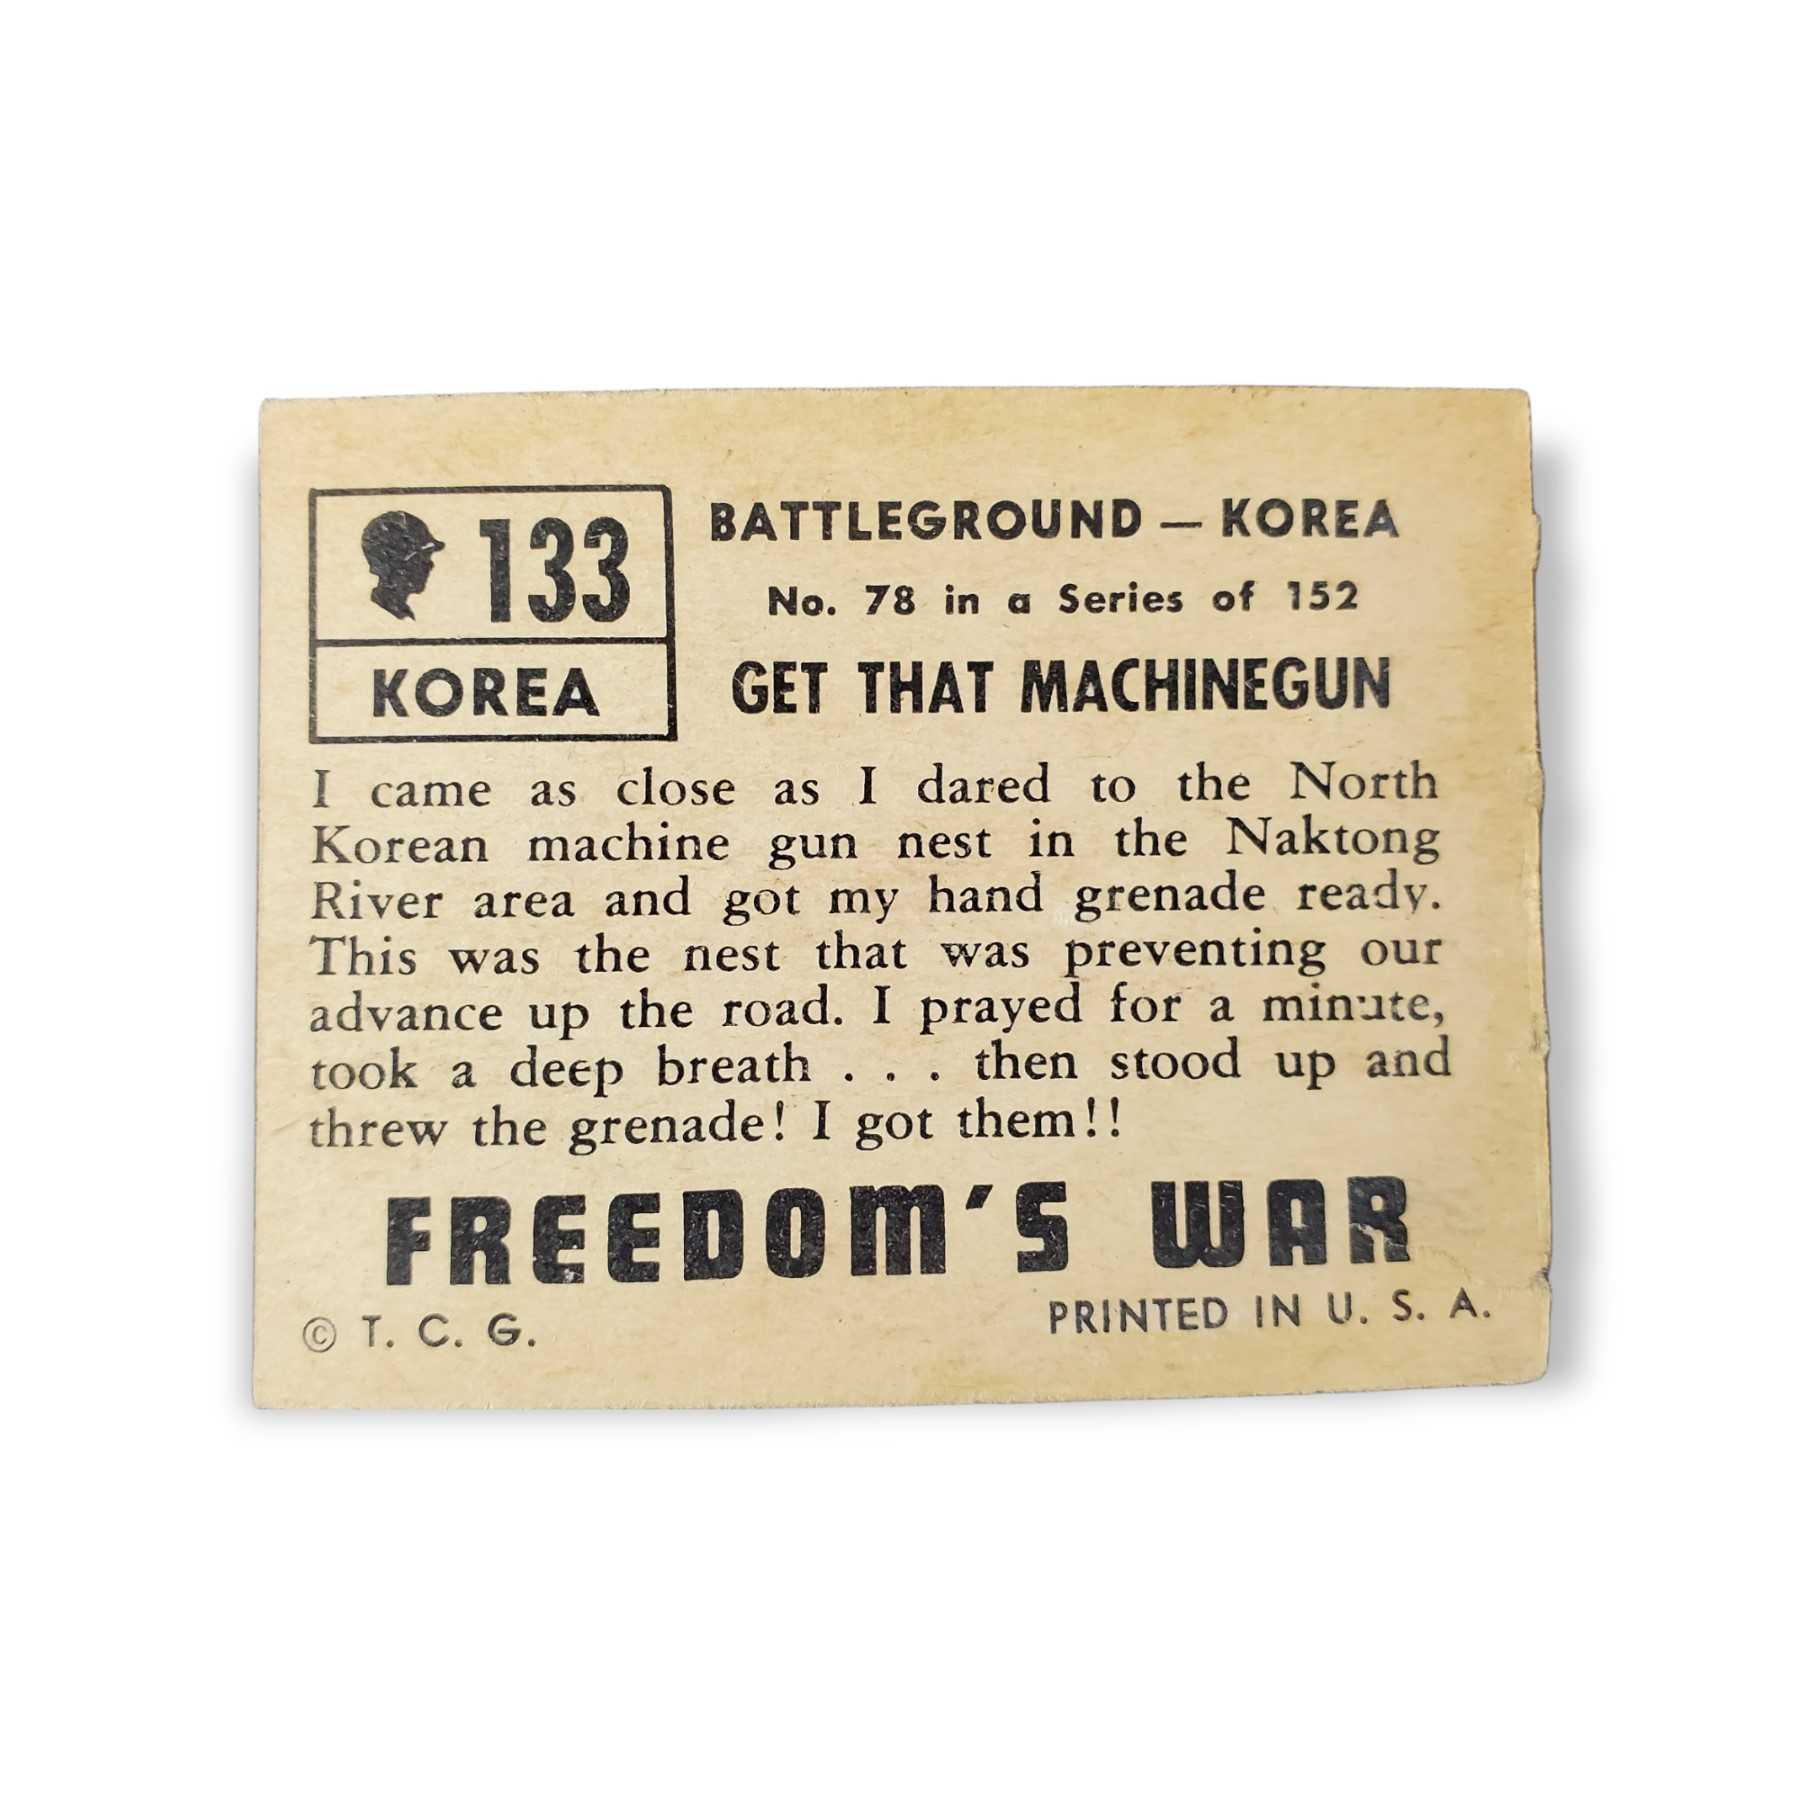 133
KOREA
BATTLEGROUND — KOREA
No. 78 in a Series of 152
GET THAT MACHINEGUN
I came as close as I dared to the North
Korean machine gun nest in the Naktong
River area and got my hand grenade ready.
This was the nest that was preventing our
advance up the road. I prayed for a minute,
took a deep breath . . . then stood up and
threw the grenade! I got them!!
FREEDOM'S WAR
© T. C. G.
PRINTED IN U. S. A.